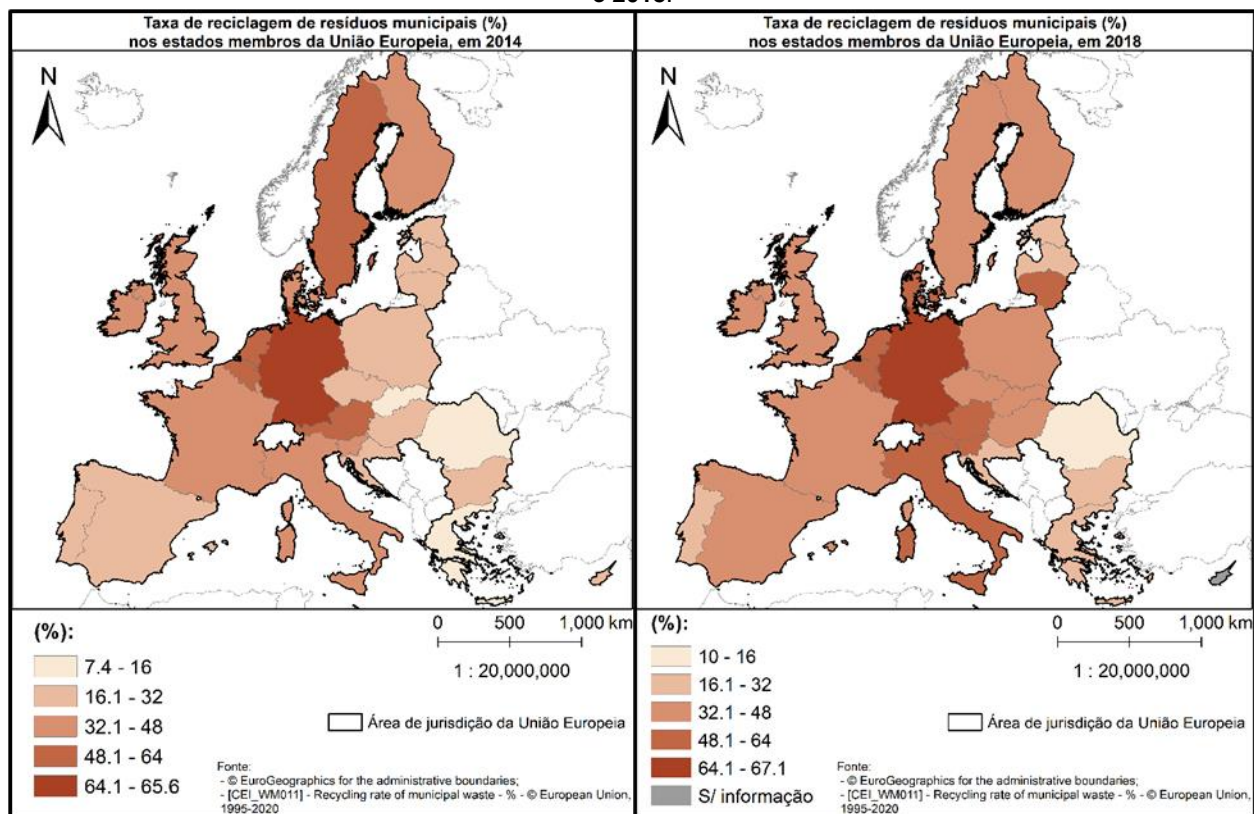 Taxa de reciclagem de resíduos municipais (%)
nos estados membros da União Europeia, em 2014
N
(%):
7.4 - 16
16.1 - 32
32.1 - 48
48.1 - 64
64.1 - 65.6
0 500 1,000 km
1 : 20,000,000
Área de jurisdição da União Europeia
Fonte:
- © EuroGeographics for the administrative boundaries;
- [CEI_WM011] - Recycling rate of municipal waste - % - © European Union,
1995-2020
Taxa de reciclagem de resíduos municipais (%)
nos estados membros da União Europeia, em 2018
N
(%):
10 - 16
16.1 - 32
32.1 - 48
48.1 - 64
64.1 - 67.1
S/ informação
0 500 1,000 km
1 : 20,000,000
Área de jurisdição da União Europeia
Fonte:
- © EuroGeographics for the administrative boundaries;
- [CEI_WM011] - Recycling rate of municipal waste - % - © European Union,
1995-2020